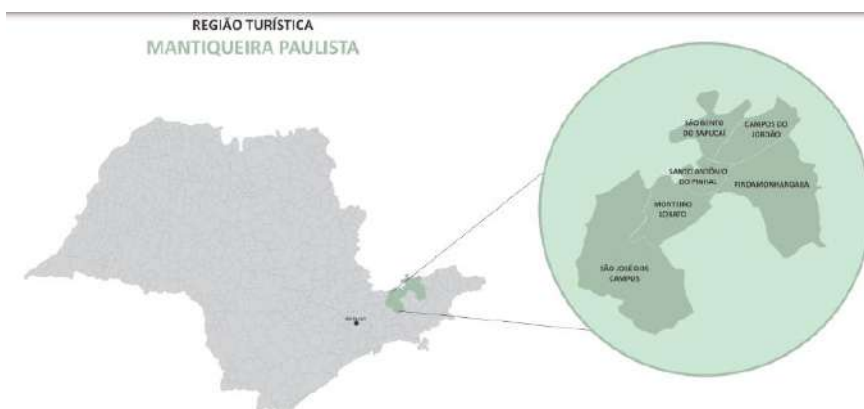 REGIÃO TURÍSTICA
MANTIQUEIRA PAULISTA
SÃO BENTO
DO SAPUCAÍ
CAMPOS DO
JORDÃO
SANTO ANTÔNIO
DO PINHAL
PINDAMONHANGABA
MONTEIRO
LOBATO
SÃO JOSÉ DOS
CAMPUS